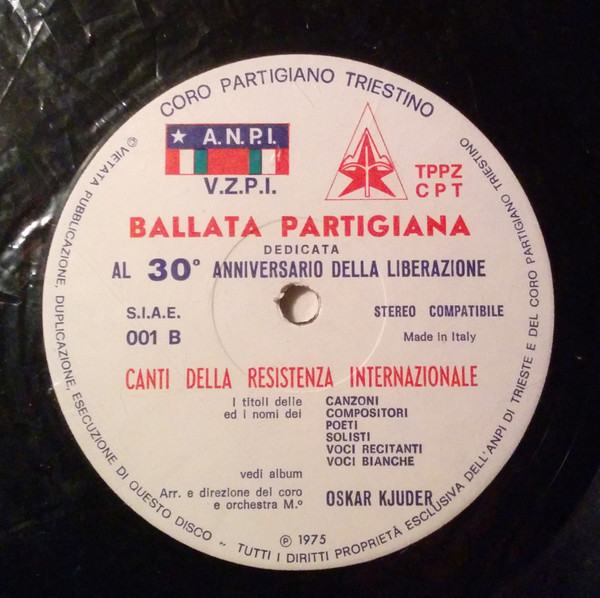 CORO PARTIGIANO TRIESTINO
A.N.P.I.
V.Z.P.I.
TPPZ
CPT
BALLATA PARTIGIANA
DEDICATA
AL 30° ANNIVERSARIO DELLA LIBERAZIONE
S.I.A.E.
001 B
STEREO COMPATIBILE
Made in Italy
CANTI DELLA RESISTENZA INTERNAZIONALE
I titoli delle
ed i nomi dei
CANZONI
COMPOSITORI
POETI
SOLISTI
VOCI RECITANTI
VOCI BIANCHE
vedi album
Arr. e direzione del coro
e orchestra M.º
OSKAR KJUDER
℗ 1975
© VIETATA PUBBLICAZIONE, DUPLICAZIONE, ESECUZIONE DI QUESTO DISCO ~ TUTTI I DIRITTI PROPRIETÀ ESCLUSIVA DELL'ANPI DI TRIESTE E DEL CORO PARTIGIANO TRIESTINO